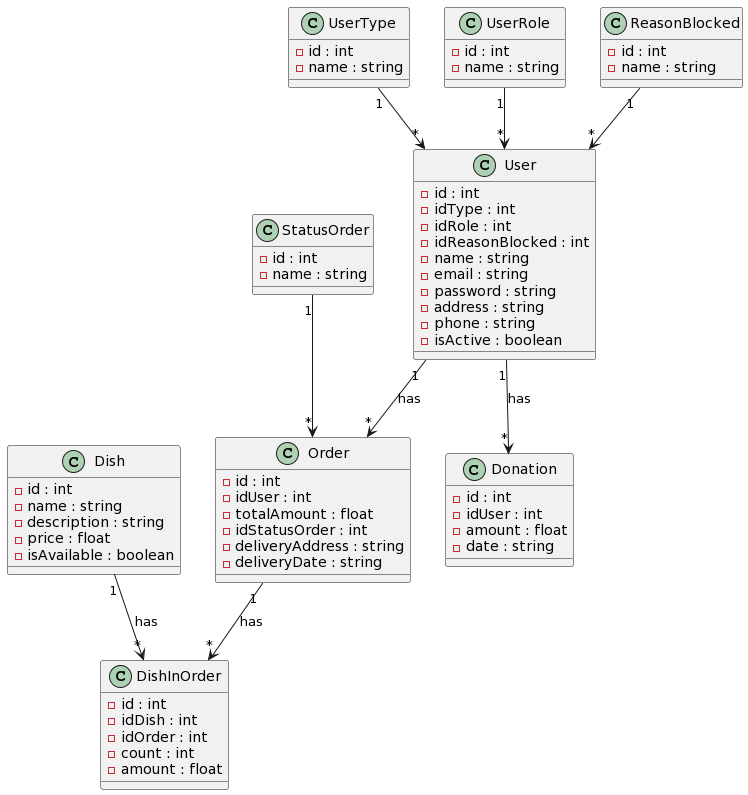 C UserType
id : int
name : string
C UserRole
id : int
name : string
C ReasonBlocked
id : int
name : string
1
*
1
*
1
*
C User
id : int
idType : int
idRole : int
idReasonBlocked : int
name : string
email : string
password : string
address : string
phone : string
isActive : boolean
C StatusOrder
id : int
name : string
1
*
1
has
*
1
has
*
C Dish
id : int
name : string
description : string
price : float
isAvailable : boolean
C Order
id : int
idUser : int
totalAmount : float
idStatusOrder : int
deliveryAddress : string
deliveryDate : string
C Donation
id : int
idUser : int
amount : float
date : string
1
has
*
1
has
*
C DishInOrder
id : int
idDish : int
idOrder : int
count : int
amount : float